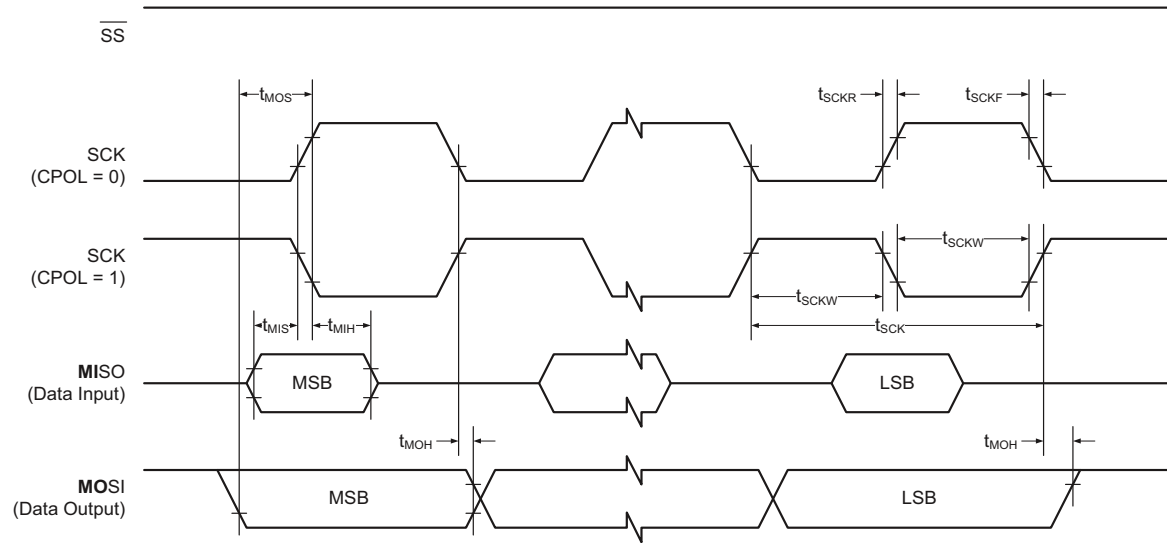 SS
tMOS
tSCKR
tSCKF
SCK
(CPOL = 0)
SCK
(CPOL = 1)
tSCKW
tSCKW
tMIS
tMIH
tSCK
MISO
(Data Input)
MSB
LSB
tMOH
tMOH
MOSI
(Data Output)
MSB
LSB